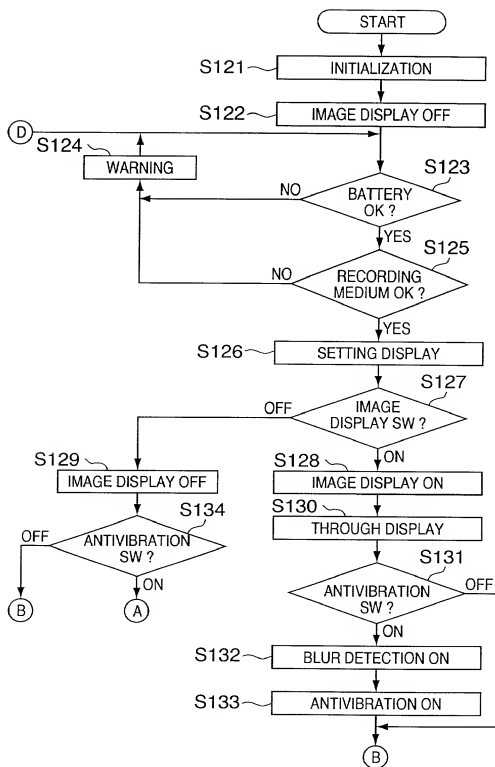 START
S121
INITIALIZATION
S122
IMAGE DISPLAY OFF
D
S124
WARNING
S123
NO
BATTERY
OK ?
YES
S125
NO
RECORDING
MEDIUM OK ?
YES
S126
SETTING DISPLAY
S127
OFF
IMAGE
DISPLAY SW ?
ON
S129
IMAGE DISPLAY OFF
S128
IMAGE DISPLAY ON
S134
OFF
ANTIVIBRATION
SW ?
ON
B
A
S130
THROUGH DISPLAY
S131
ANTIVIBRATION
SW ?
OFF
ON
S132
BLUR DETECTION ON
S133
ANTIVIBRATION ON
B